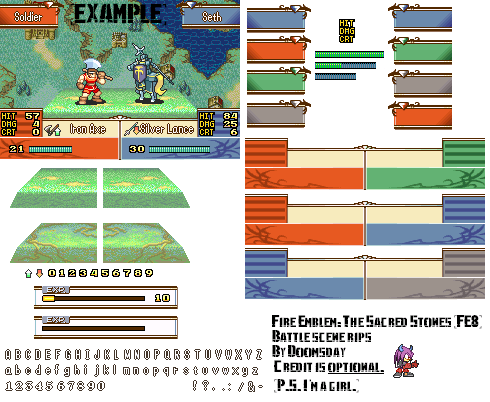 EXAMPLE
Soldier
Seth
HIT 57
DMG 4
CRT 0
Iron Axe
Silver Lance
HIT 84
DMG 25
CRT 6
21
30
HIT
DMG
CRT
0123456789
EXP
10
EXP
ABCDEFGHIJKLMNOPQRSTUVWXYZ
abcdefghijklmnopqrstuvwxyz
1234567890
!?..:/&-
Fire Emblem: The Sacred Stones [FE8]
Battle scene rips
By Doomsday
Credit is optional.
[P.S. I'm a girl.]